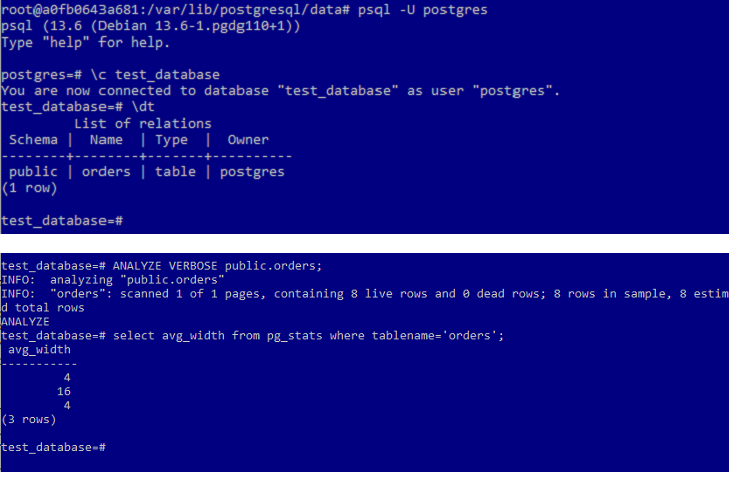 root@a0fb0643a681:/var/lib/postgresql/data# psql -U postgres
psql (13.6 (Debian 13.6-1.pgdg110+1))
Type "help" for help.
postgres=# \c test_database
You are now connected to database "test_database" as user "postgres".
test_database=# \dt
List of relations
Schema | Name | Type | Owner
--------+--------+-------+----------
public | orders | table | postgres
(1 row)
test_database=#
test_database=# ANALYZE VERBOSE public.orders;
INFO:  analyzing "public.orders"
INFO:  "orders": scanned 1 of 1 pages, containing 8 live rows and 0 dead rows; 8 rows in sample, 8 estim
d total rows
ANALYZE
test_database=# select avg_width from pg_stats where tablename='orders';
avg_width
-----------
4
16
4
(3 rows)
test_database=#